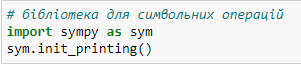 # бібліотека для символьних операцій
import sympy as sym
sym.init_printing()